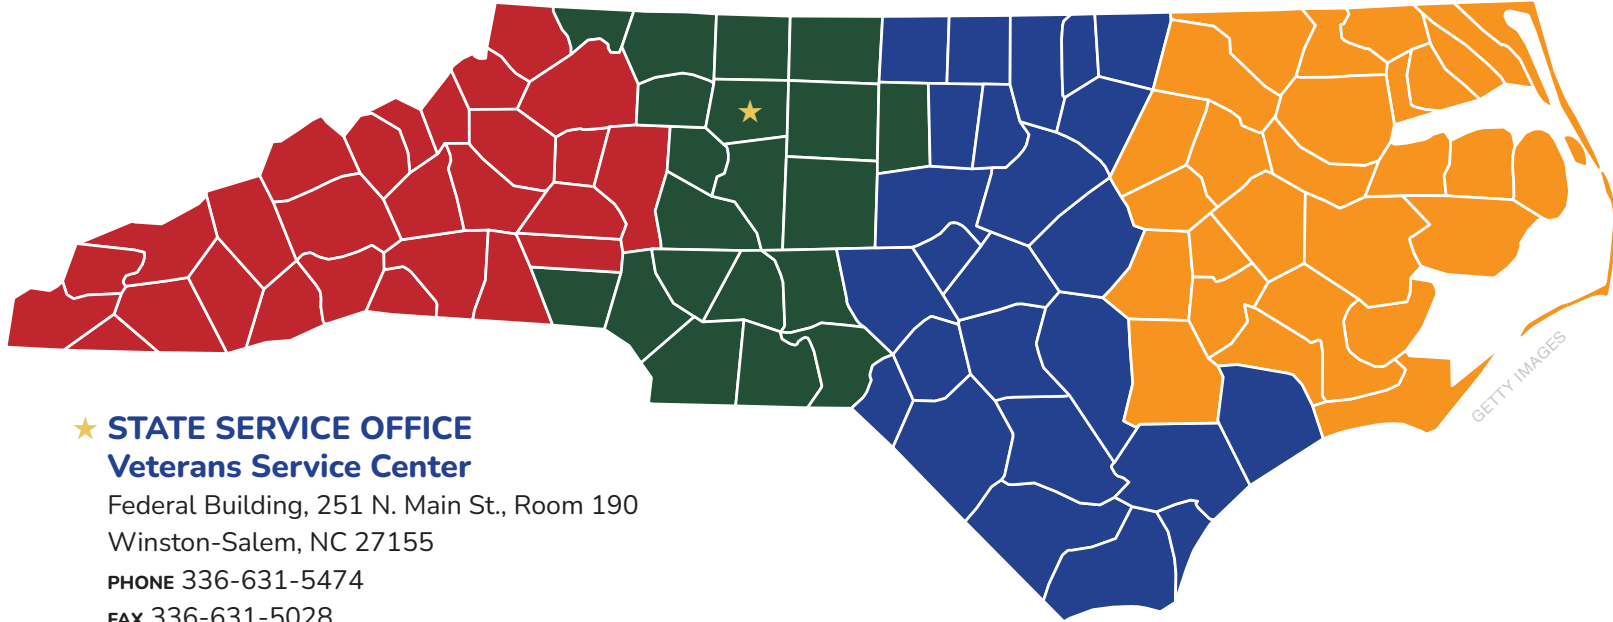 STATE SERVICE OFFICE
Veterans Service Center
Federal Building, 251 N. Main St., Room 190
Winston-Salem, NC 27155
PHONE 336-631-5474
FAX 336-631-5028
GETTY IMAGES